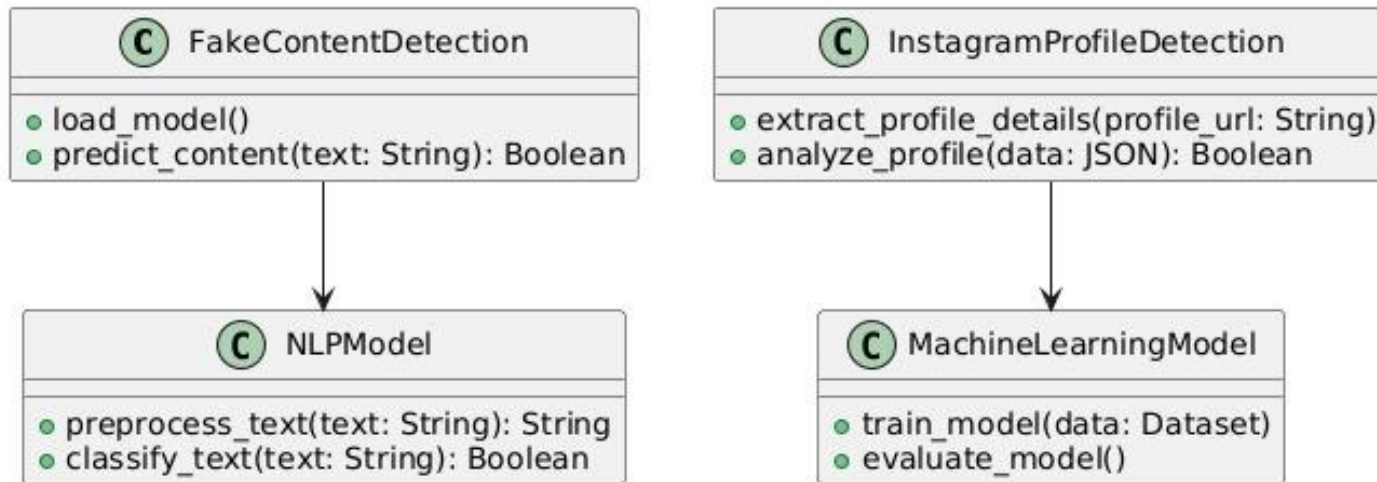 C FakeContentDetection
load_model()
predict_content(text: String): Boolean
C InstagramProfileDetection
extract_profile_details(profile_url: String)
analyze_profile(data: JSON): Boolean
C NLPModel
preprocess_text(text: String): String
classify_text(text: String): Boolean
C MachineLearningModel
train_model(data: Dataset)
evaluate_model()